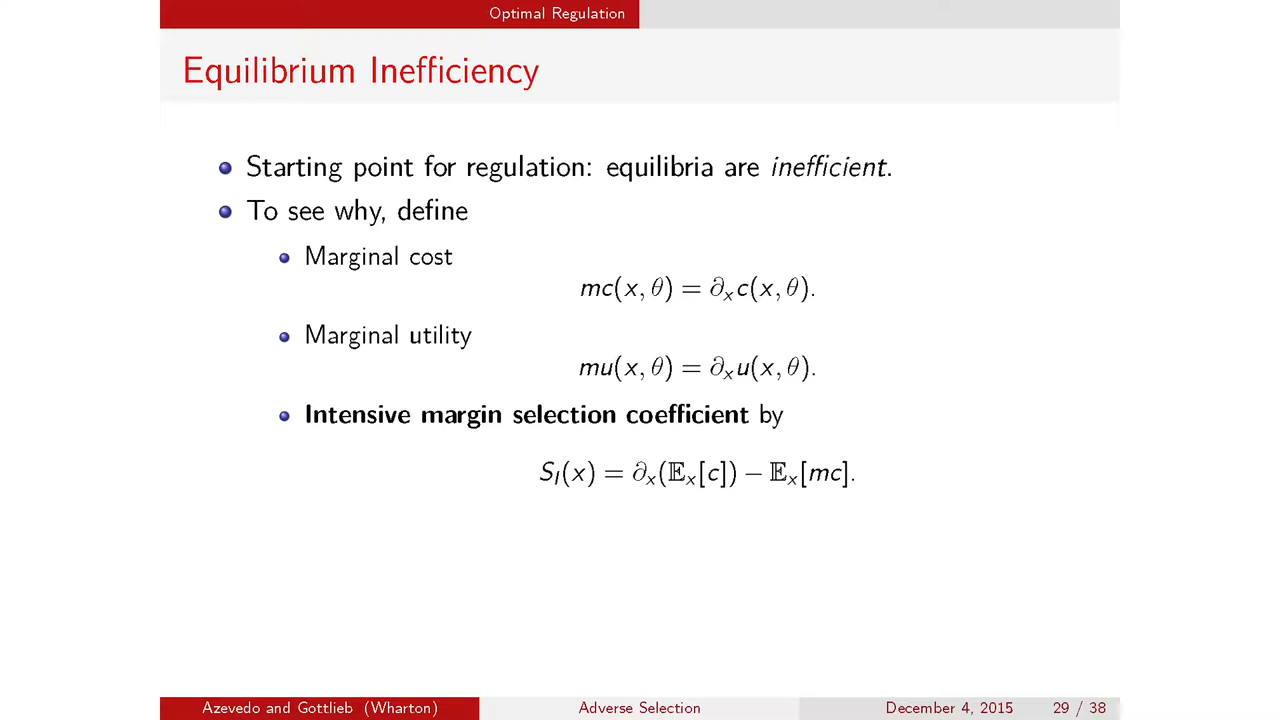 Optimal Regulation
Equilibrium Inefficiency
Starting point for regulation: equilibria are inefficient.
To see why, define
Marginal cost
mc(x, θ) = ∂ₓc(x, θ).
Marginal utility
mu(x, θ) = ∂ₓu(x, θ).
Intensive margin selection coefficient by
S_I(x) = ∂ₓ(𝔼ₓ[c]) − 𝔼ₓ[mc].
Azevedo and Gottlieb (Wharton) Adverse Selection December 4, 2015 29 / 38